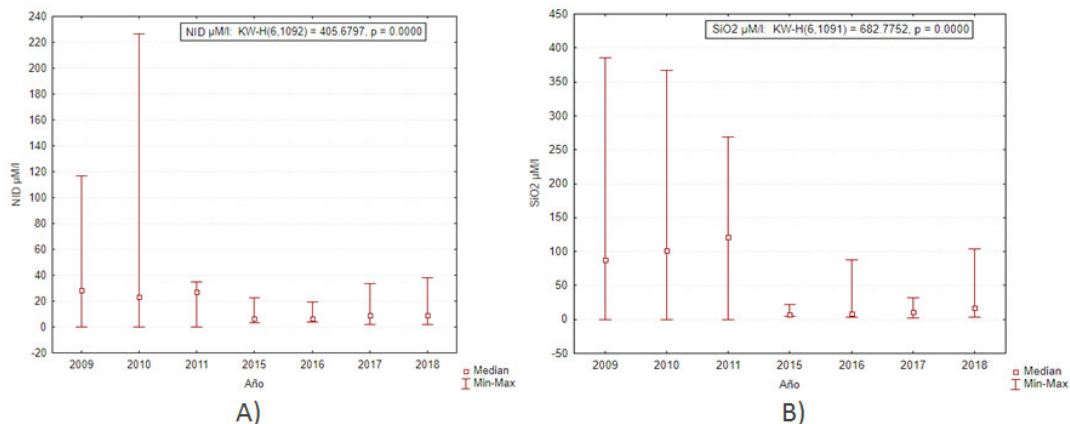 NID µM/l: KW-H(6,1092) = 405.6797, p = 0.0000
240
220
200
180
160
140
120
100
80
60
40
20
0
-20
NID µM/l
2009 2010 2011 2015 2016 2017 2018
Año
Median
Min-Max
A)
SiO2 µM/l: KW-H(6,1091) = 682.7752, p = 0.0000
450
400
350
300
250
200
150
100
50
0
-50
SiO2 µM/l
2009 2010 2011 2015 2016 2017 2018
Año
Median
Min-Max
B)